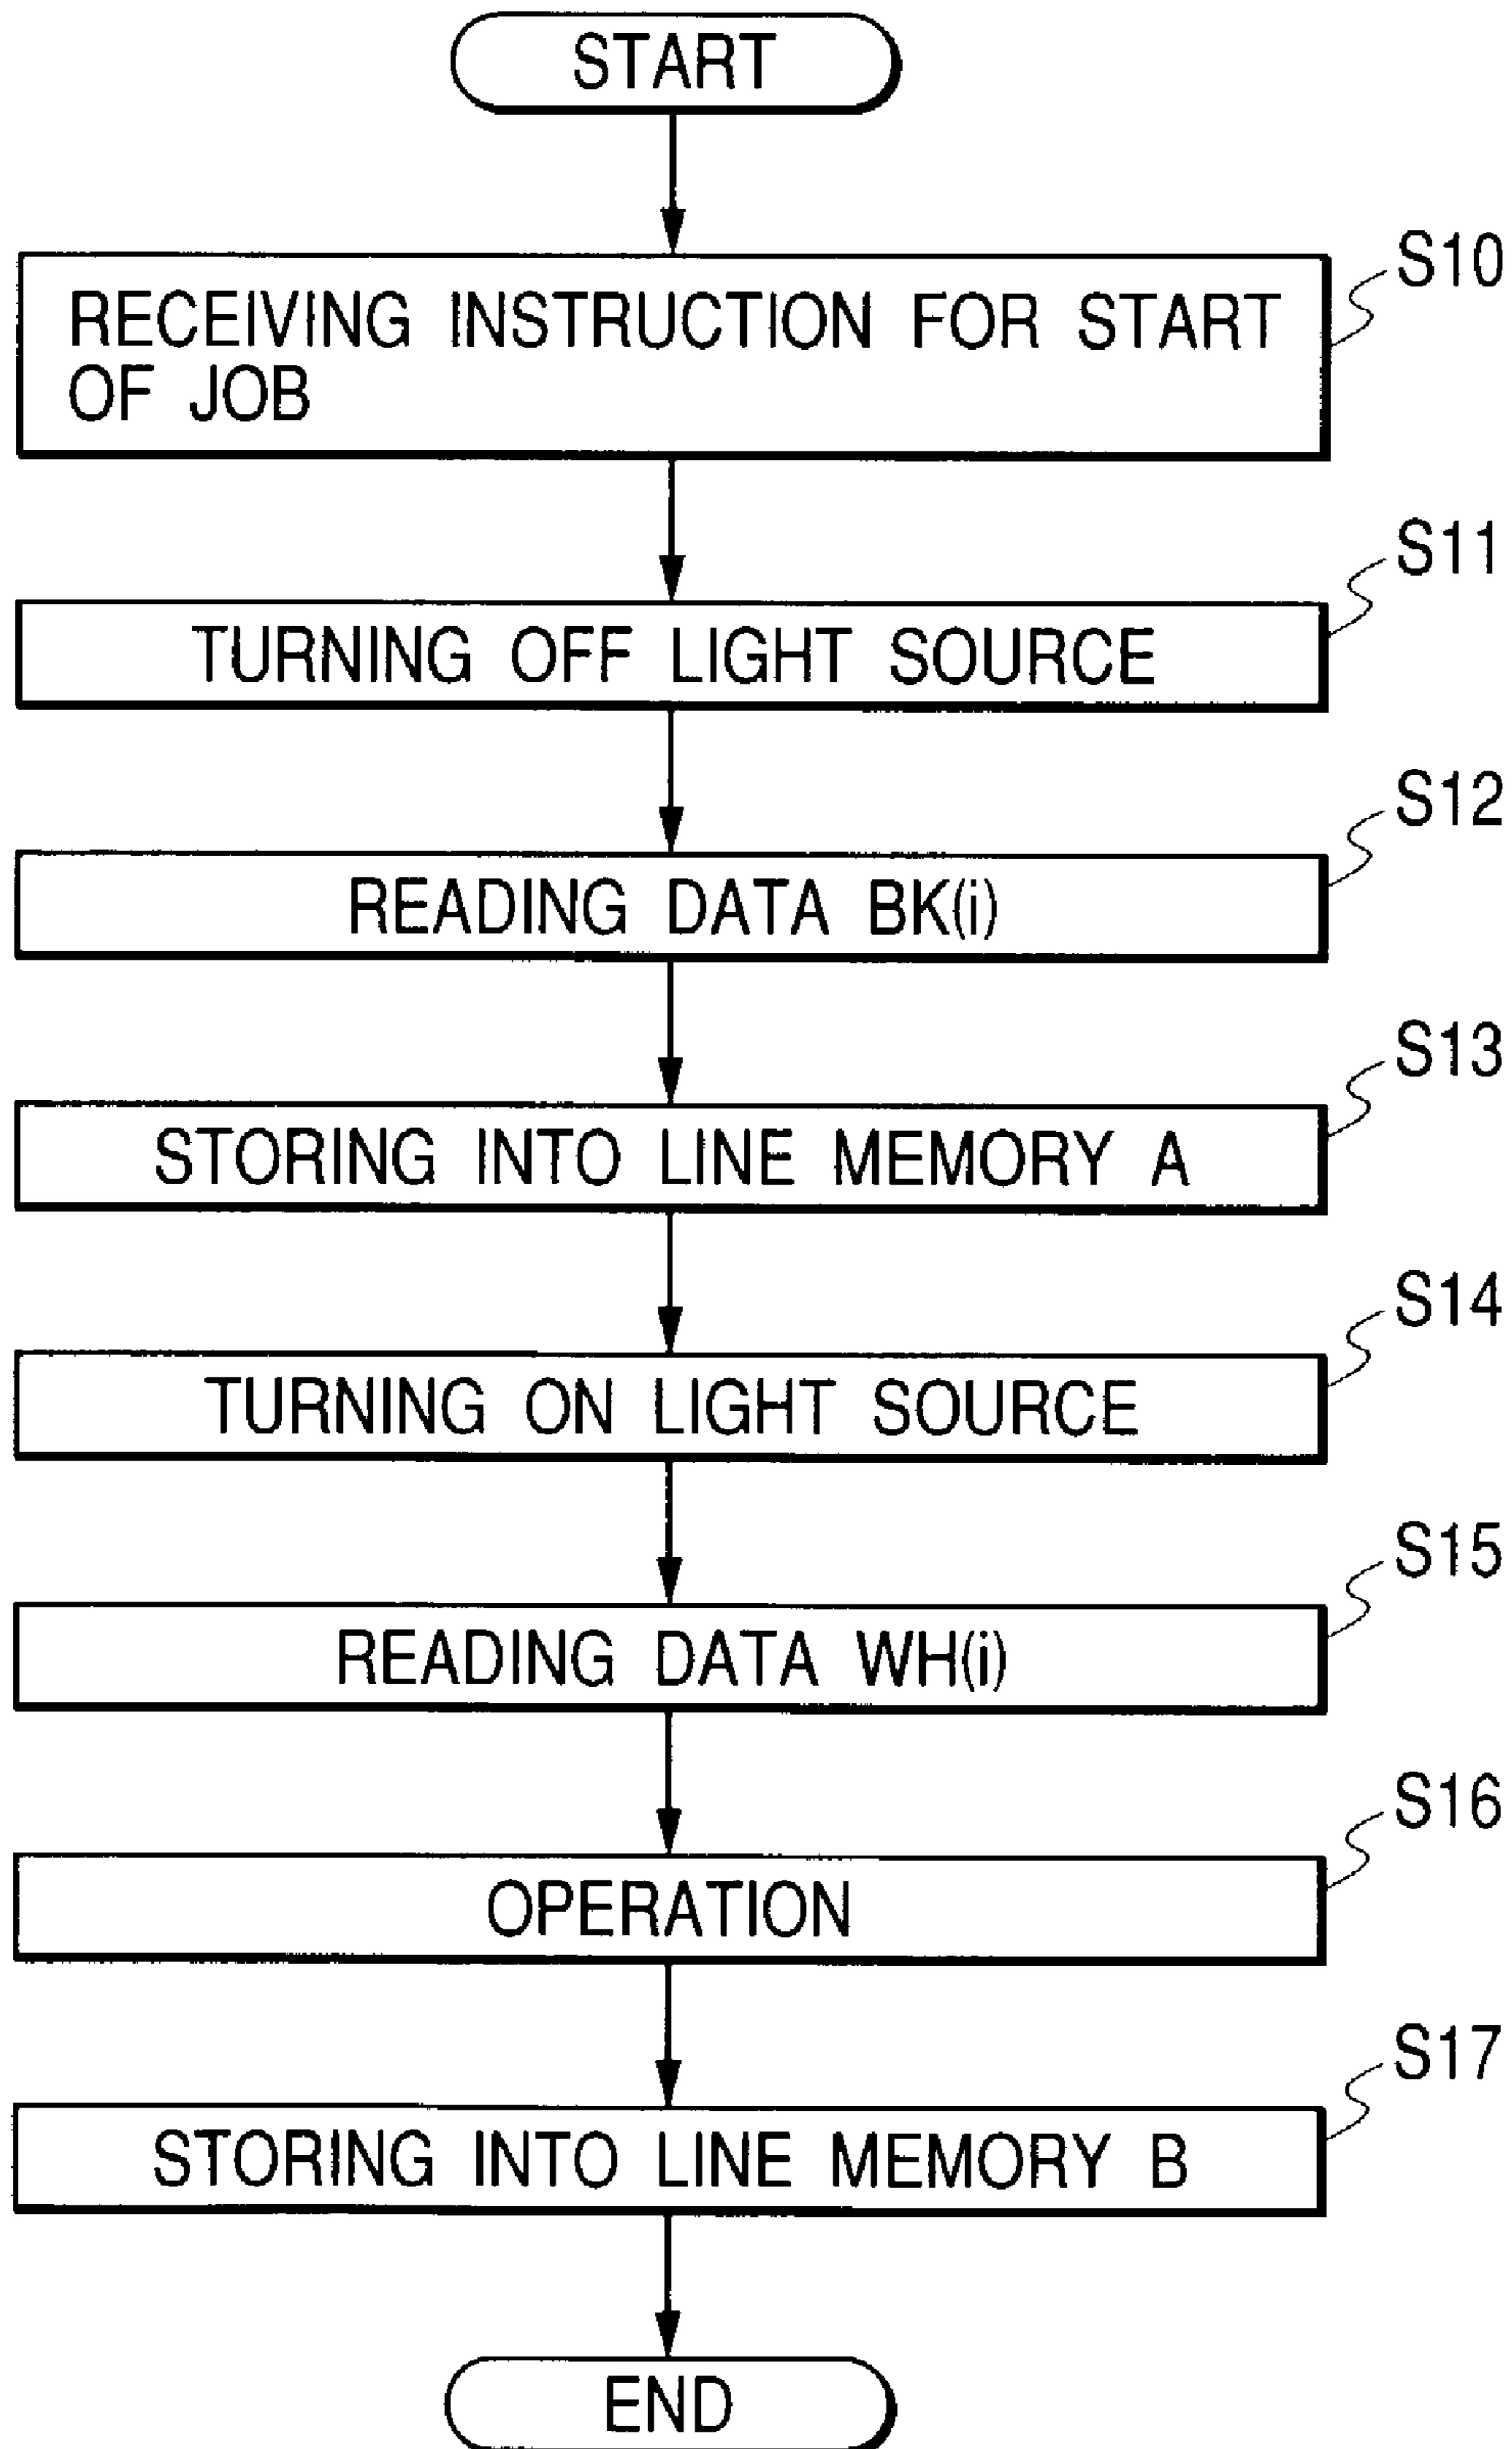 START
S10
RECEIVING INSTRUCTION FOR START
OF JOB
S11
TURNING OFF LIGHT SOURCE
S12
READING DATA BK(i)
S13
STORING INTO LINE MEMORY A
S14
TURNING ON LIGHT SOURCE
S15
READING DATA WH(i)
S16
OPERATION
S17
STORING INTO LINE MEMORY B
END